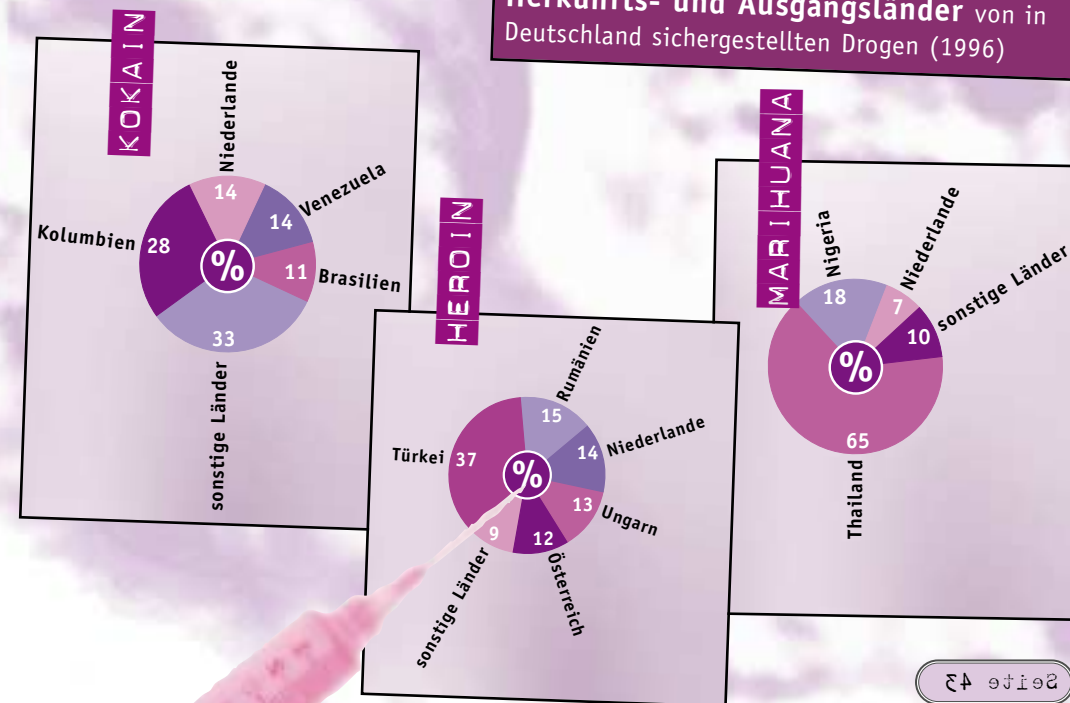 Herkunfts- und Ausgangsländer von in
Deutschland sichergestellten Drogen (1996)
KOKAIN
Niederlande
14
Venezuela
14
Kolumbien
28
%
11
Brasilien
33
sonstige Länder
HEROIN
Rumänien
15
Niederlande
14
Türkei
37
%
13
Ungarn
12
Österreich
9
sonstige Länder
MARIHUANA
Nigeria
18
Niederlande
7
sonstige Länder
10
%
65
Thailand
Seite 43